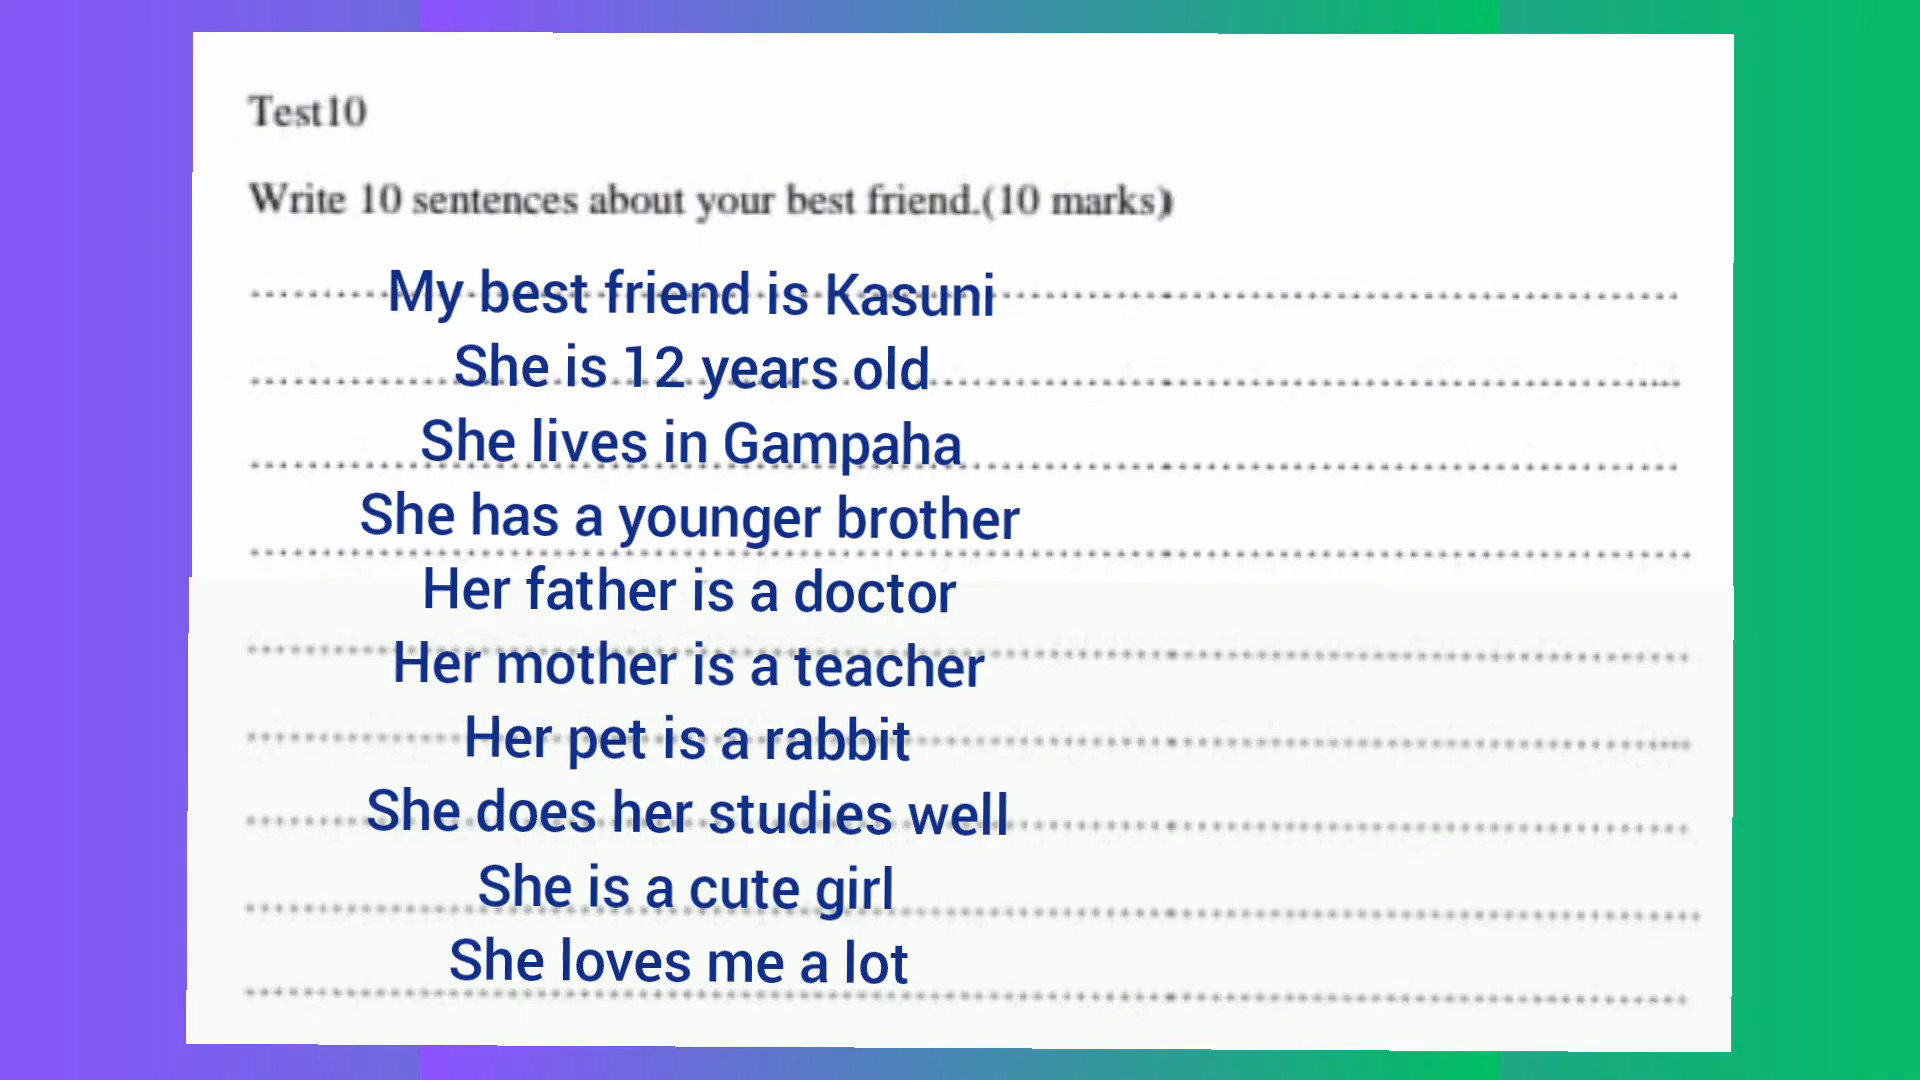 Test10
Write 10 sentences about your best friend.(10 marks)
My best friend is Kasuni
She is 12 years old
She lives in Gampaha
She has a younger brother
Her father is a doctor
Her mother is a teacher
Her pet is a rabbit
She does her studies well
She is a cute girl
She loves me a lot